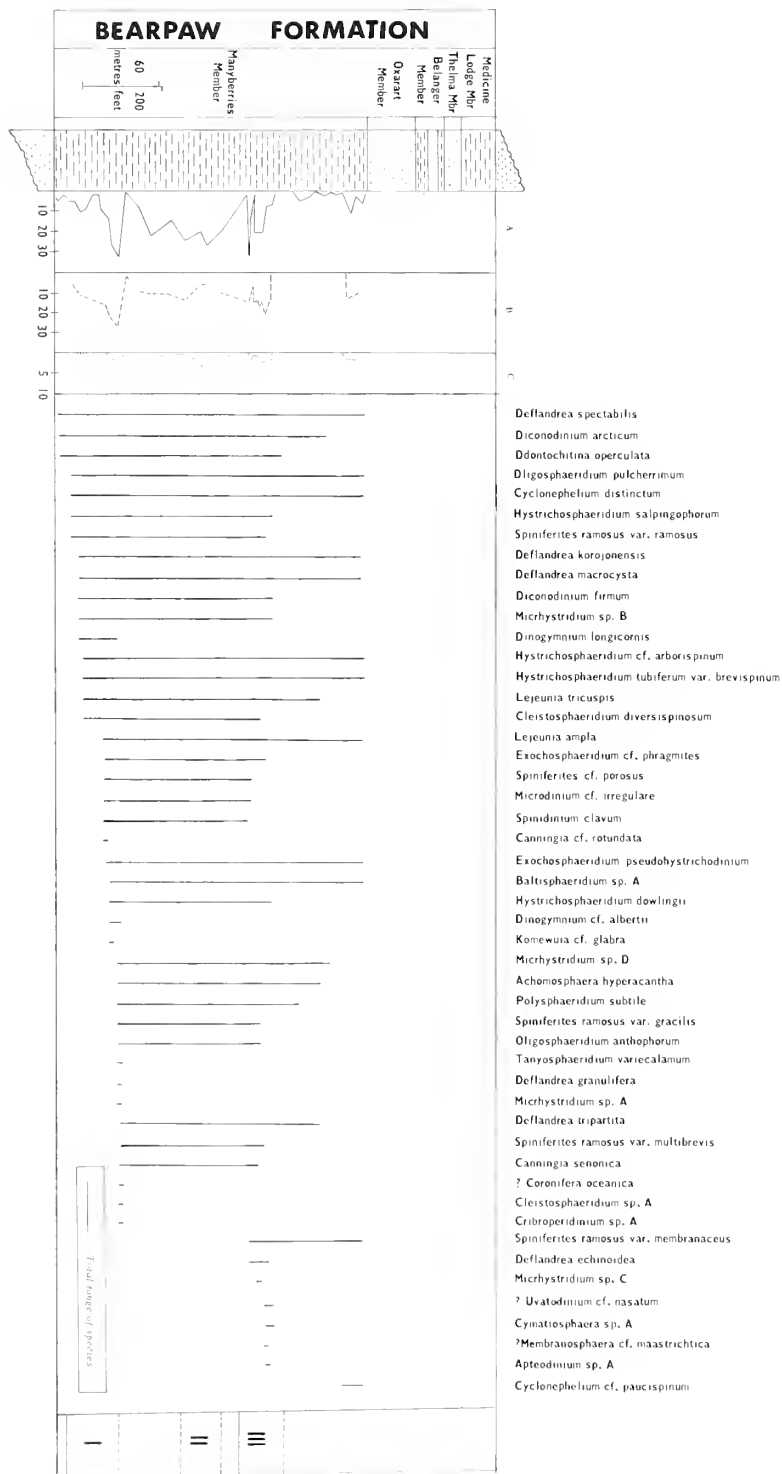 BEARPAW FORMATION
metres feet
60 200
Manyberries
Member
Oxarart
Member
Belanger
Member
Thelma Mbr
Medicine
Lodge Mbr
10 20 30
A
10 20 30
B
5 10
C
Deflandrea spectabilis
Diconodinium arcticum
Ddontochitina operculata
Dligosphaeridium pulcherrimum
Cyclonephelium distinctum
Hystrichosphaeridium salpingophorum
Spiniferites ramosus var. ramosus
Deflandrea korojonensis
Deflandrea macrocysta
Diconodinium firmum
Micrhystridium sp. B
Dinogymnium longicornis
Hystrichosphaeridium cf. arborispinum
Hystrichosphaeridium tubiferum var. brevispinum
Lejeunia tricuspis
Cleistosphaeridium diversispinosum
Lejeunia ampla
Exochosphaeridium cf. phragmites
Spiniferites cf. porosus
Microdinium cf. irregulare
Spinidinium clavum
Canningia cf. rotundata
Exochosphaeridium pseudohystrichodinium
Baltisphaeridium sp. A
Hystrichosphaeridium dowlingii
Dinogymnium cf. albertii
Komewuia cf. glabra
Micrhystridium sp. D
Achomosphaera hyperacantha
Polysphaeridium subtile
Spiniferites ramosus var. gracilis
Oligosphaeridium anthophorum
Tanyosphaeridium variecalamum
Deflandrea granulifera
Micrhystridium sp. A
Deflandrea tripartita
Spiniferites ramosus var. multibrevis
Canningia senonica
? Coronifera oceanica
Cleistosphaeridium sp. A
Cribroperidinium sp. A
Spiniferites ramosus var. membranaceus
Deflandrea echinoidea
Micrhystridium sp. C
? Uvatodinium cf. nasatum
Cymatiosphaera sp. A
?Membranosphaera cf. maastrichtica
Apteodinium sp. A
Cyclonephelium cf. paucispinum
Total range of species
I II III